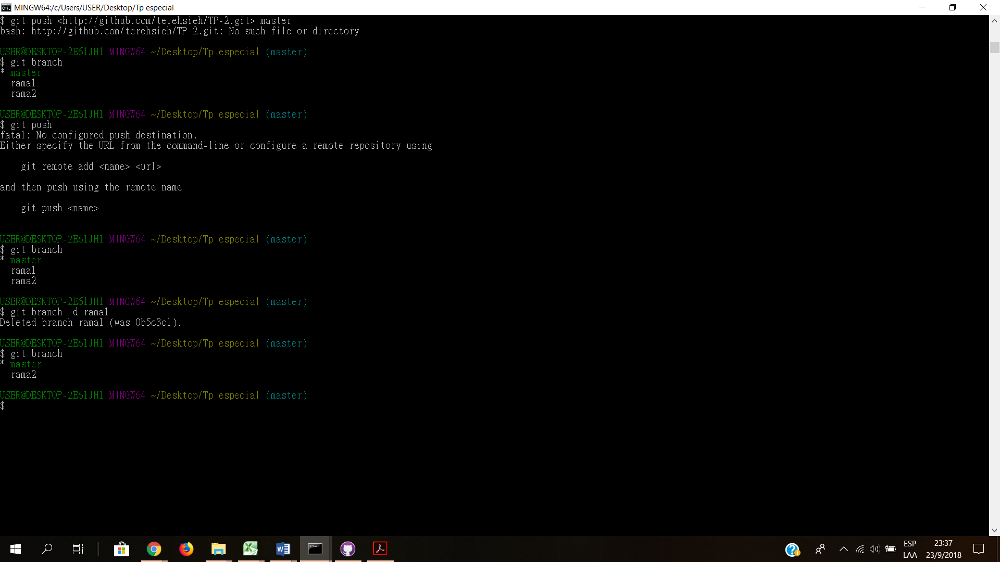 MINGW64:/c/Users/USER/Desktop/Tp especial
$ git push <http://github.com/terehsieh/TP-2.git> master
bash: http://github.com/terehsieh/TP-2.git: No such file or directory
USER@DESKTOP-2E61JH1 MINGW64 ~/Desktop/Tp especial (master)
$ git branch
* master
rama1
rama2
USER@DESKTOP-2E61JH1 MINGW64 ~/Desktop/Tp especial (master)
$ git push
fatal: No configured push destination.
Either specify the URL from the command-line or configure a remote repository using
git remote add <name> <url>
and then push using the remote name
git push <name>
USER@DESKTOP-2E61JH1 MINGW64 ~/Desktop/Tp especial (master)
$ git branch
* master
rama1
rama2
USER@DESKTOP-2E61JH1 MINGW64 ~/Desktop/Tp especial (master)
$ git branch -d rama1
Deleted branch rama1 (was 0b5c3c1).
USER@DESKTOP-2E61JH1 MINGW64 ~/Desktop/Tp especial (master)
$ git branch
* master
rama2
USER@DESKTOP-2E61JH1 MINGW64 ~/Desktop/Tp especial (master)
$
ESP
LAA
23:37
23/9/2018